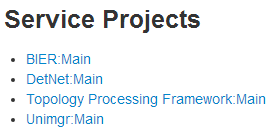 Service Projects
BIER:Main
DetNet:Main
Topology Processing Framework:Main
Unimgr:Main